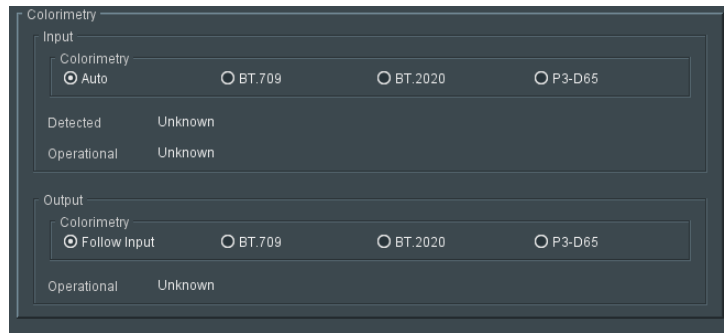 Colorimetry
Input
Colorimetry
Auto BT.709 BT.2020 P3-D65
Detected Unknown
Operational Unknown
Output
Colorimetry
Follow Input BT.709 BT.2020 P3-D65
Operational Unknown